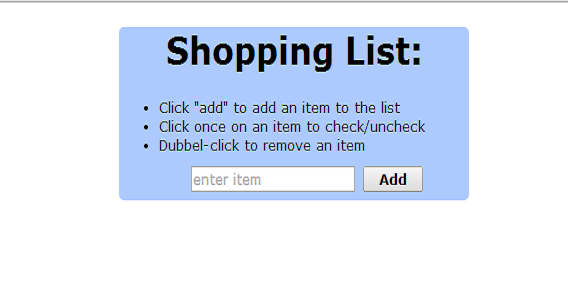 Shopping List:
• Click "add" to add an item to the list
• Click once on an item to check/uncheck
• Dubbel-click to remove an item
enter item Add